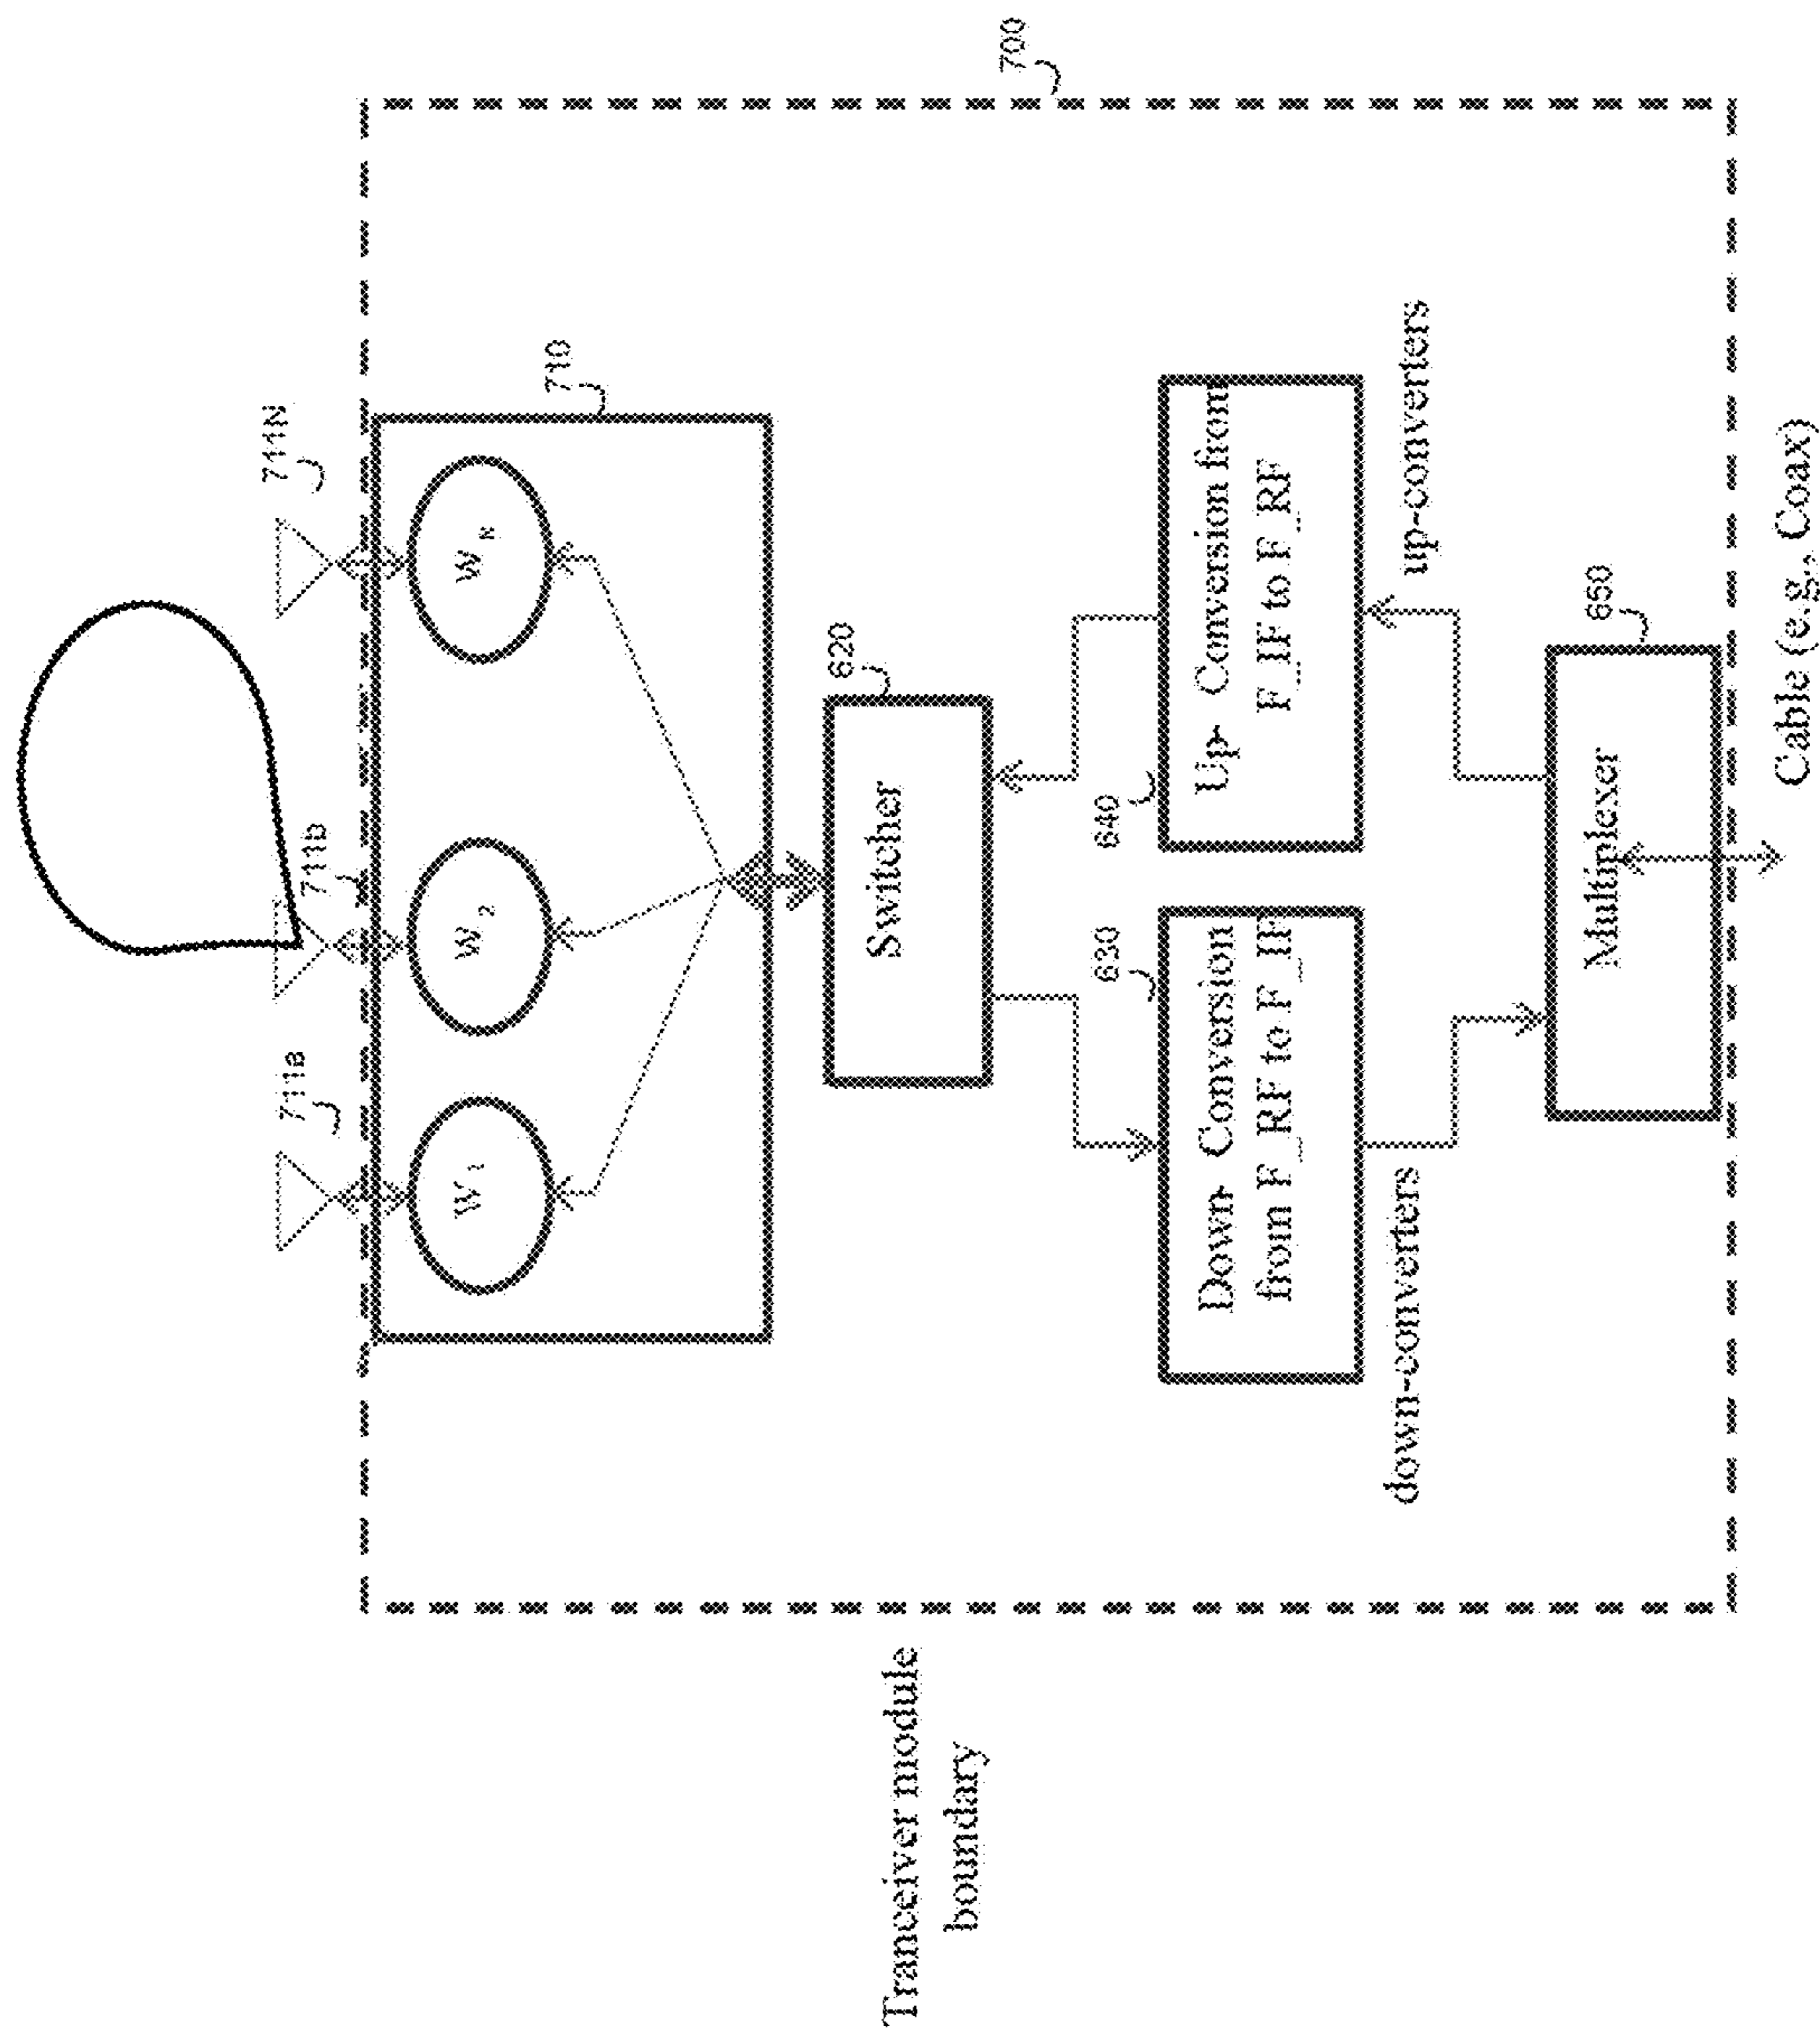 700
711a
711b
711N
710
W 1
W 2
W N
620
Switcher
Tranceiver module
boundary
630
640
Down- Conversion
from F_RF to F_IF
Up- Conversion from
F_IF to F_RF
down-converters
up-converters
650
Multiplexer
Cable (e.g., Coax)